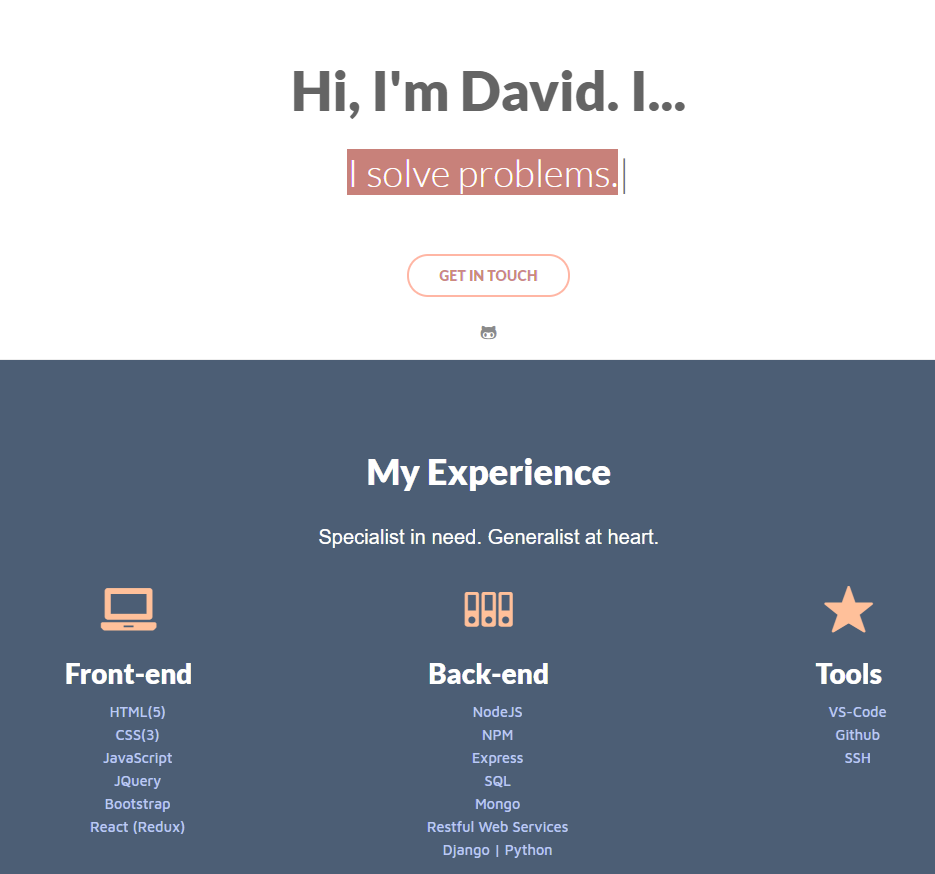 Hi, I'm David. I...
I solve problems.
GET IN TOUCH
My Experience
Specialist in need. Generalist at heart.
Front-end
HTML(5)
CSS(3)
JavaScript
JQuery
Bootstrap
React (Redux)
Back-end
NodeJS
NPM
Express
SQL
Mongo
Restful Web Services
Django | Python
Tools
VS-Code
Github
SSH